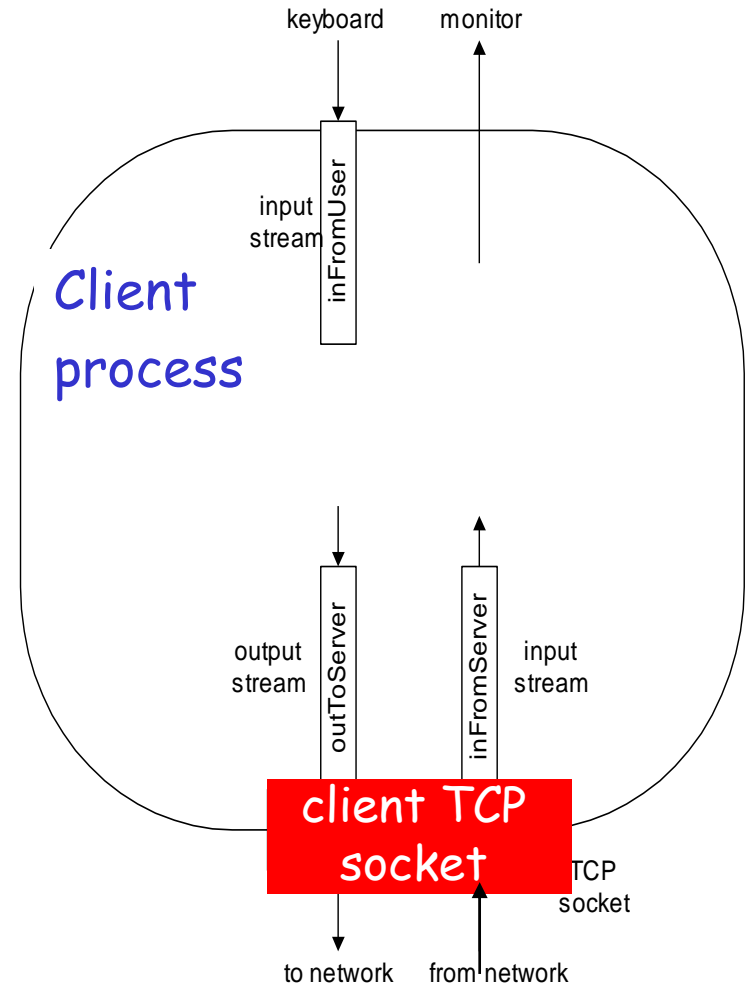 keyboard
monitor
input
stream
inFromUser
Client
process
output
stream
outToServer
inFromServer
input
stream
client TCP
socket
TCP
socket
to network
from network